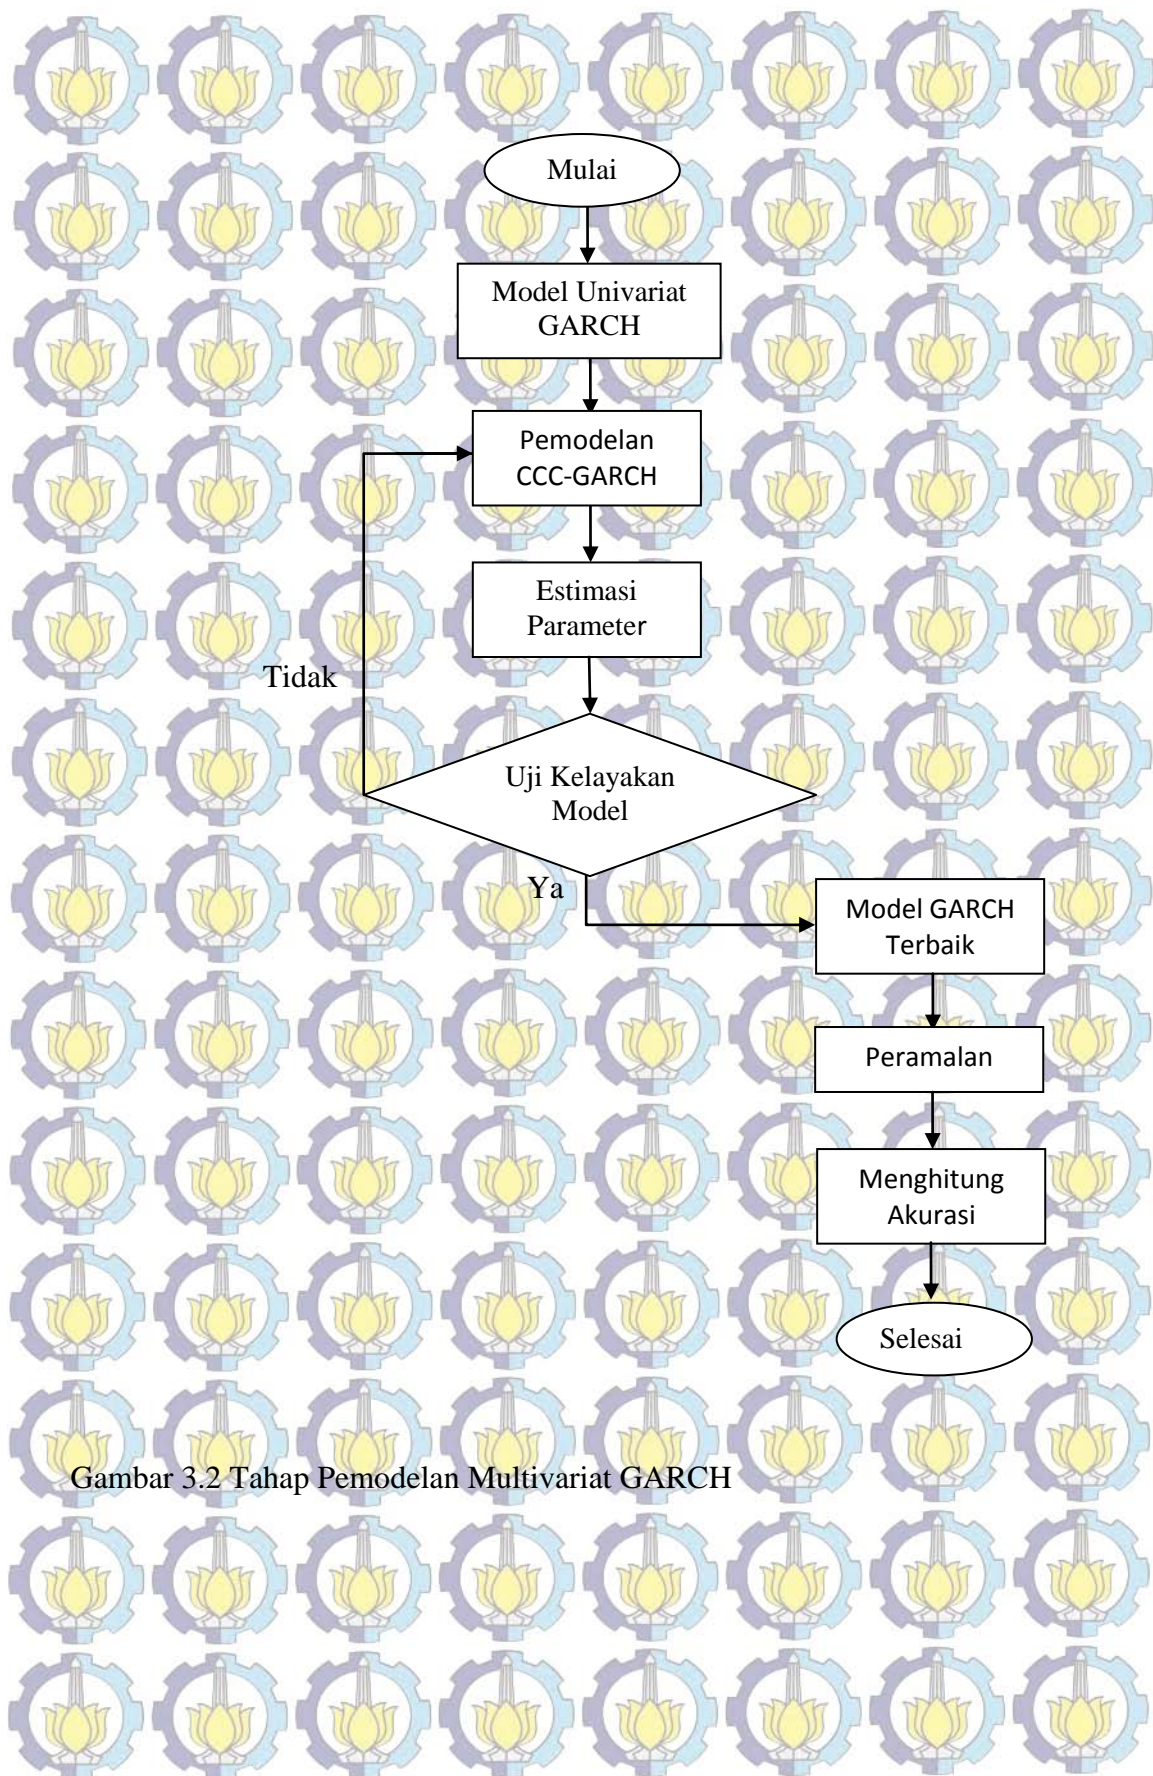 Mulai
Model Univariat
GARCH
Pemodelan
CCC-GARCH
Estimasi
Parameter
Tidak
Uji Kelayakan
Model
Ya
Model GARCH
Terbaik
Peramalan
Menghitung
Akurasi
Selesai
Gambar 3.2 Tahap Pemodelan Multivariat GARCH